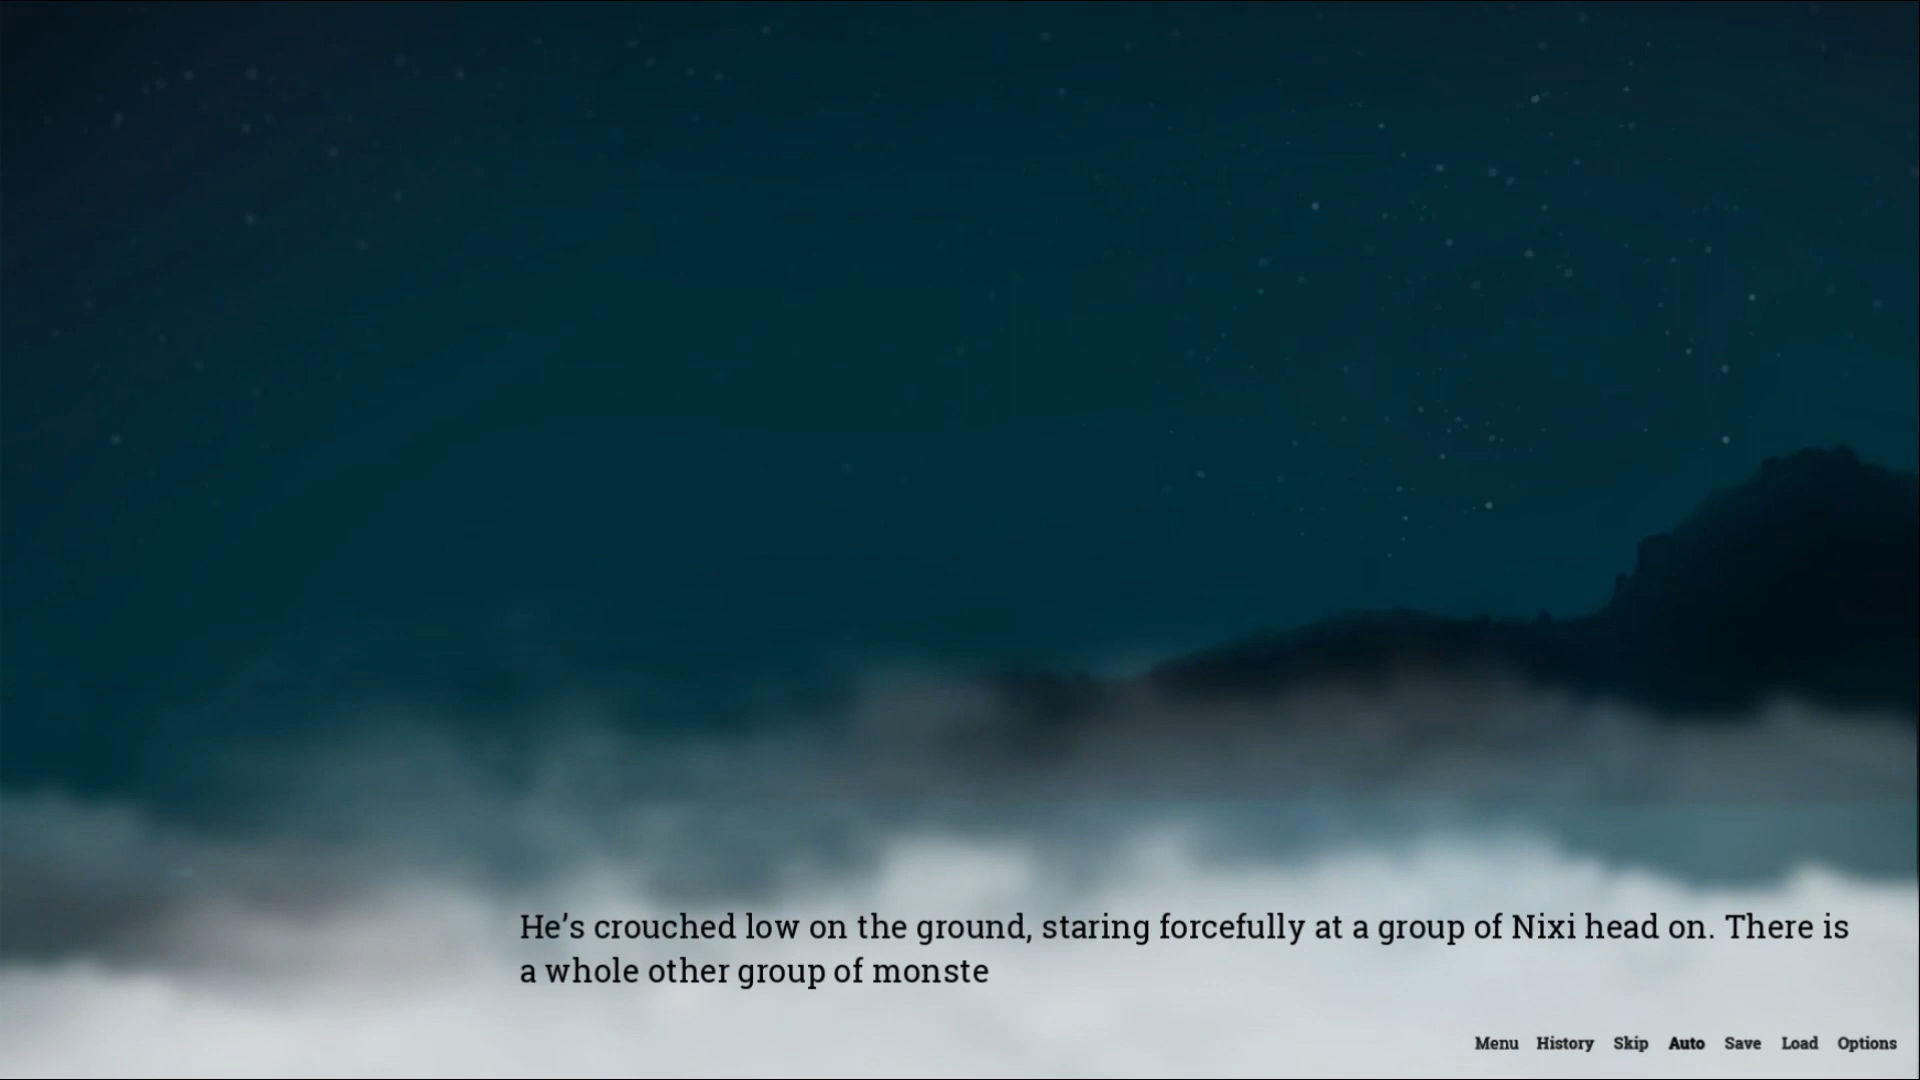 He’s crouched low on the ground, staring forcefully at a group of Nixi head on. There is
a whole other group of monste
Menu History Skip Auto Save Load Options